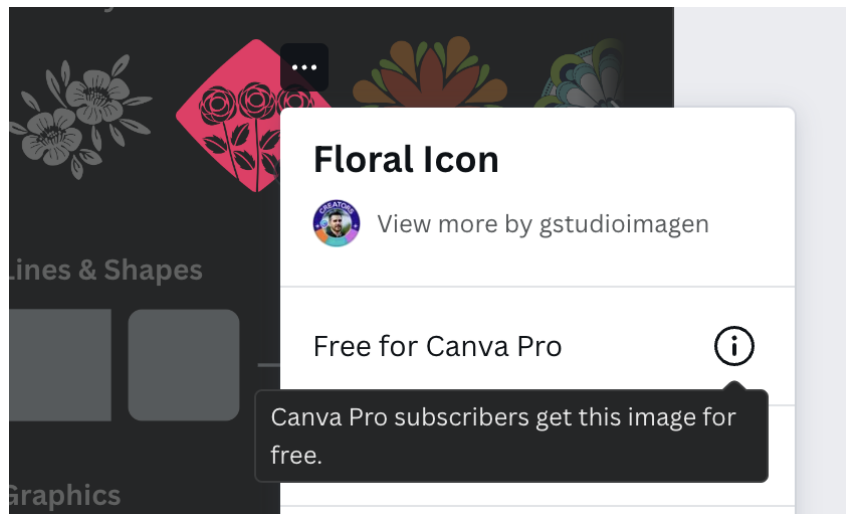 ...
Floral Icon
CREATORS
View more by gstudioimagen
Lines & Shapes
Free for Canva Pro
Canva Pro subscribers get this image for
free.
Graphics